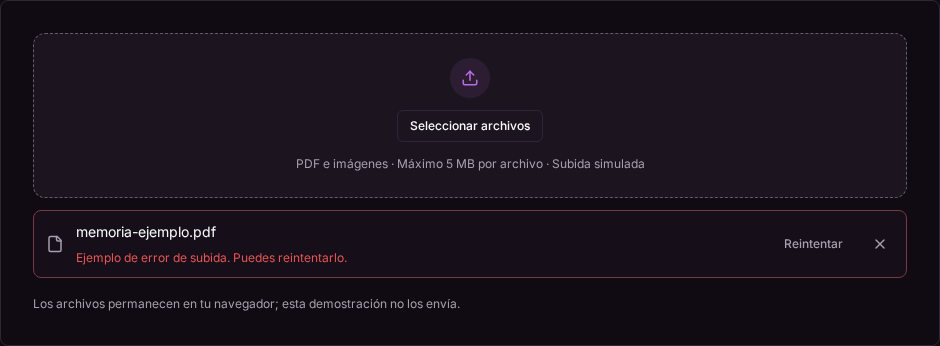 Seleccionar archivos
PDF e imágenes · Máximo 5 MB por archivo · Subida simulada
memoria-ejemplo.pdf
Ejemplo de error de subida. Puedes reintentarlo.
Reintentar
Los archivos permanecen en tu navegador; esta demostración no los envía.